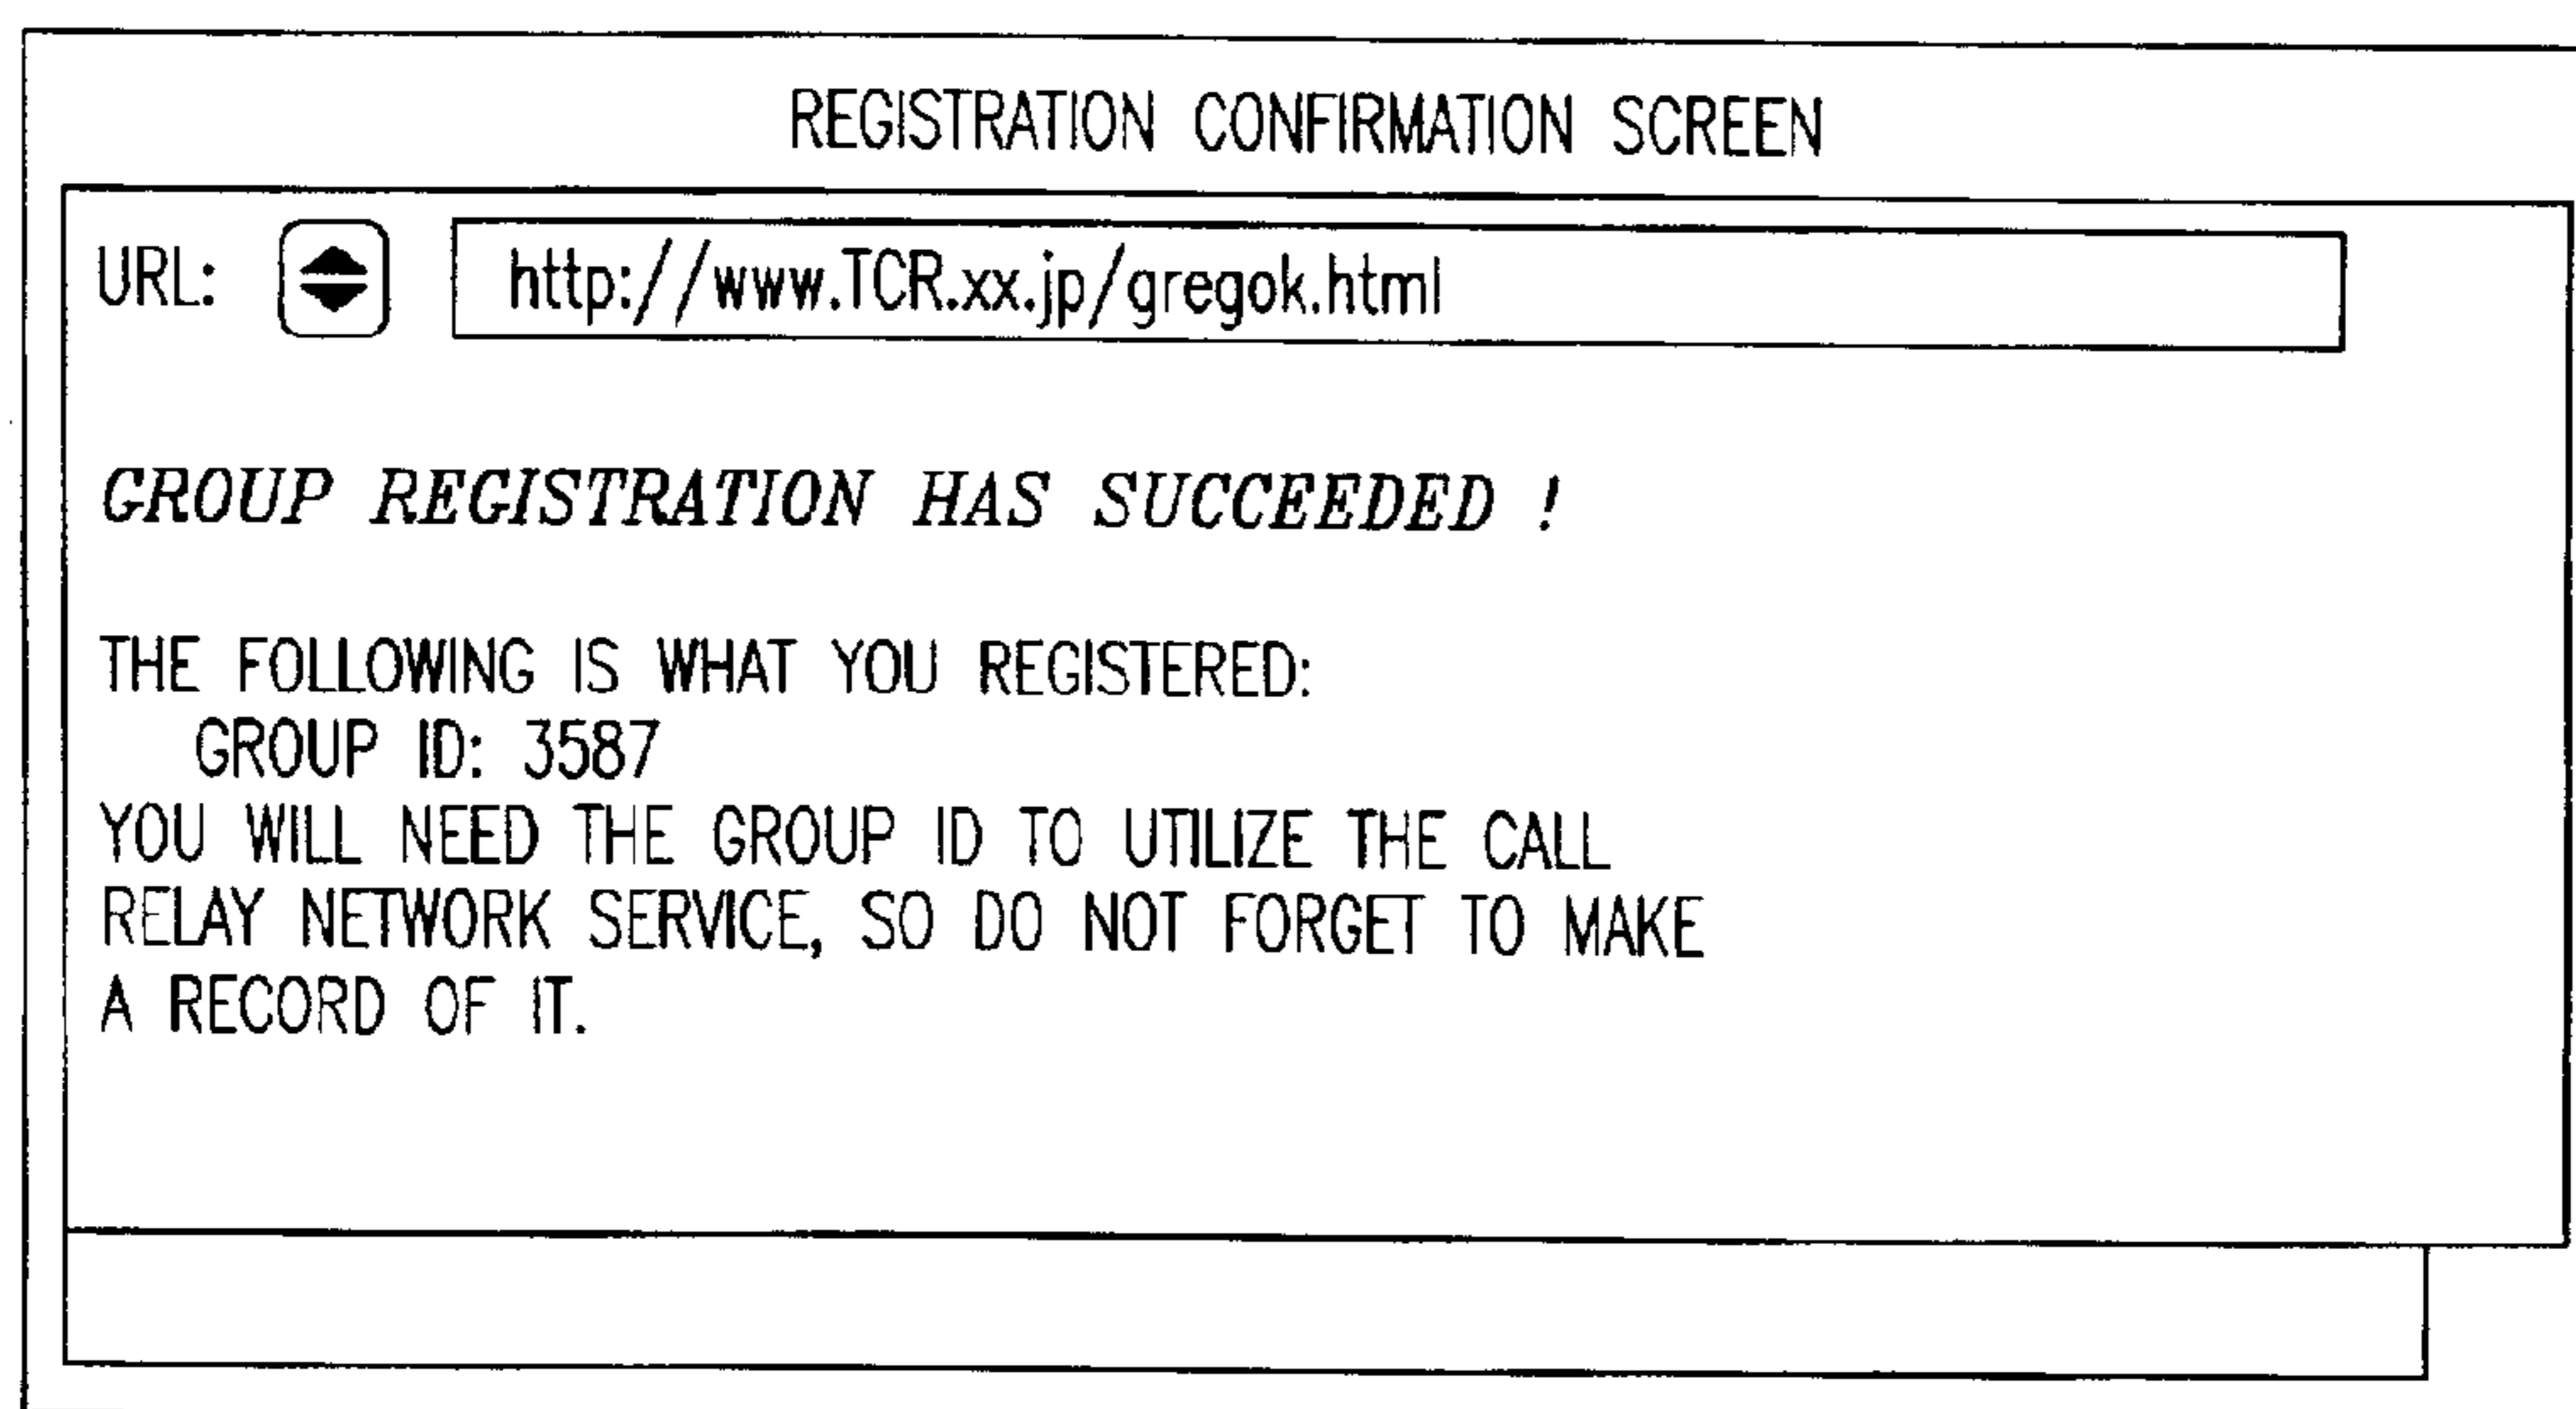 REGISTRATION CONFIRMATION SCREEN
URL: http://www.TCR.xx.jp/gregok.html
GROUP REGISTRATION HAS SUCCEEDED !
THE FOLLOWING IS WHAT YOU REGISTERED:
GROUP ID: 3587
YOU WILL NEED THE GROUP ID TO UTILIZE THE CALL
RELAY NETWORK SERVICE, SO DO NOT FORGET TO MAKE
A RECORD OF IT.